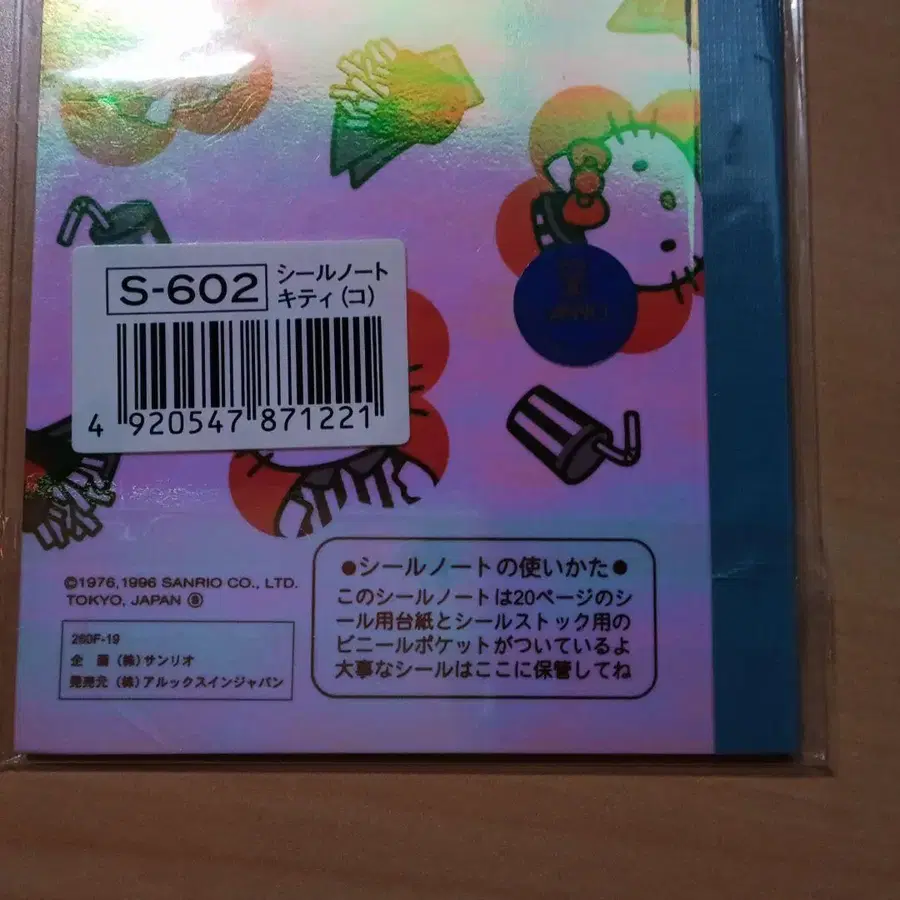 S-602
シールノート
キティ(コ)
4 920547 871221
●シールノートの使いかた●
このシールノートは20ページのシ
ール用台紙とシールストック用の
ビニールポケットがついているよ
大事なシールはここに保管してね
©1976,1996 SANRIO CO., LTD.
TOKYO, JAPAN Ⓢ
260F-19
企 画 (株)サンリオ
発売元 (株)アルックスインジャパン